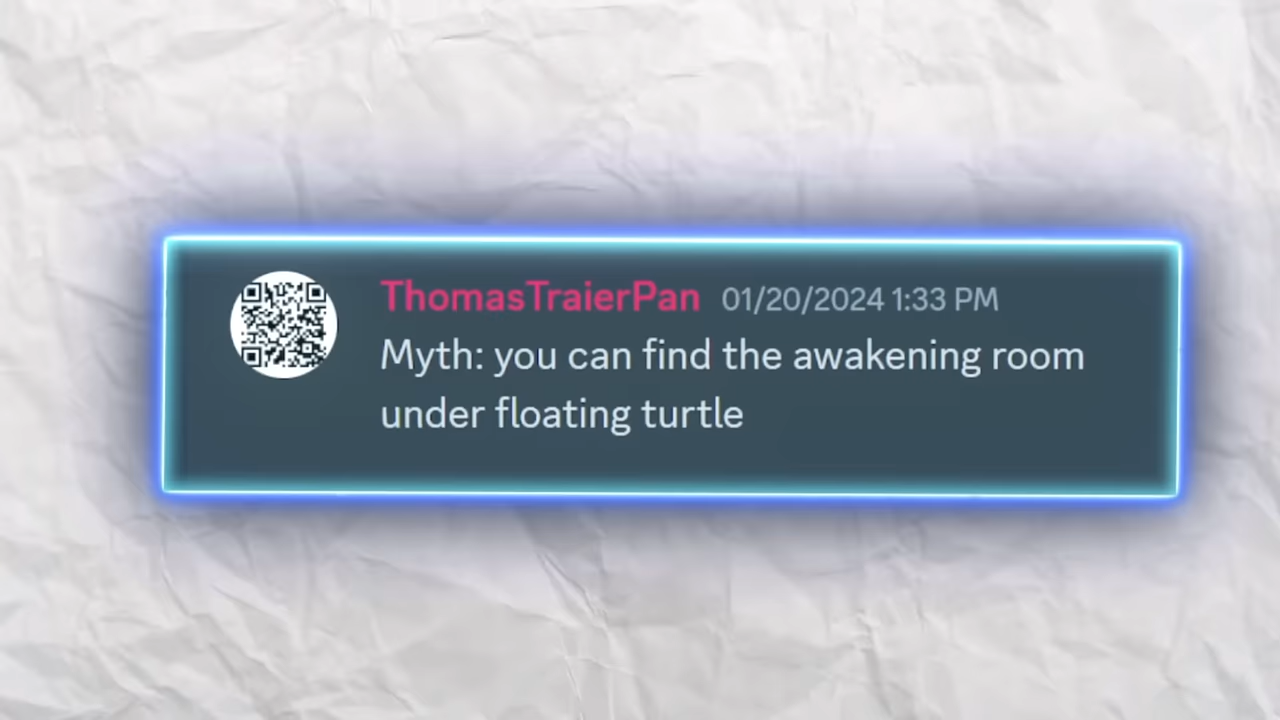 ThomasTraierPan 01/20/2024 1:33 PM
Myth: you can find the awakening room
under floating turtle